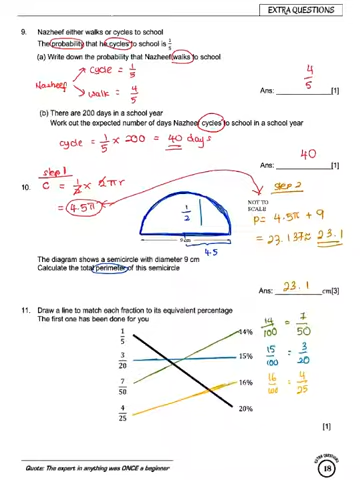 EXTRA QUESTIONS
9. Nazheef either walks or cycles to school
The probability that he cycles to school is 1/5
(a) Write down the probability that Nazheef walks to school
Nazheef
cycle = 1/5
walk = 4/5
4/5
Ans: [1]
(b) There are 200 days in a school year
Work out the expected number of days Nazheef cycles to school in a school year
cycle = 1/5 × 200 = 40 days
40
Ans: [1]
step 1
10. C = 1/2 × 2πr
= 4.5π
1/2
9cm
4.5
NOT TO
SCALE
step 2
P = 4.5π + 9
= 23.137 ≈ 23.1
The diagram shows a semicircle with diameter 9 cm
Calculate the total perimeter of this semicircle
Ans: 23.1 cm[3]
11. Draw a line to match each fraction to its equivalent percentage
The first one has been done for you
1/5 14% 14/100 = 7/50
3/20 15% 15/100 = 3/20
7/50 16% 16/100 = 4/25
4/25 20%
[1]
Quote: The expert in anything was ONCE a beginner
EXTRA QUESTIONS
48